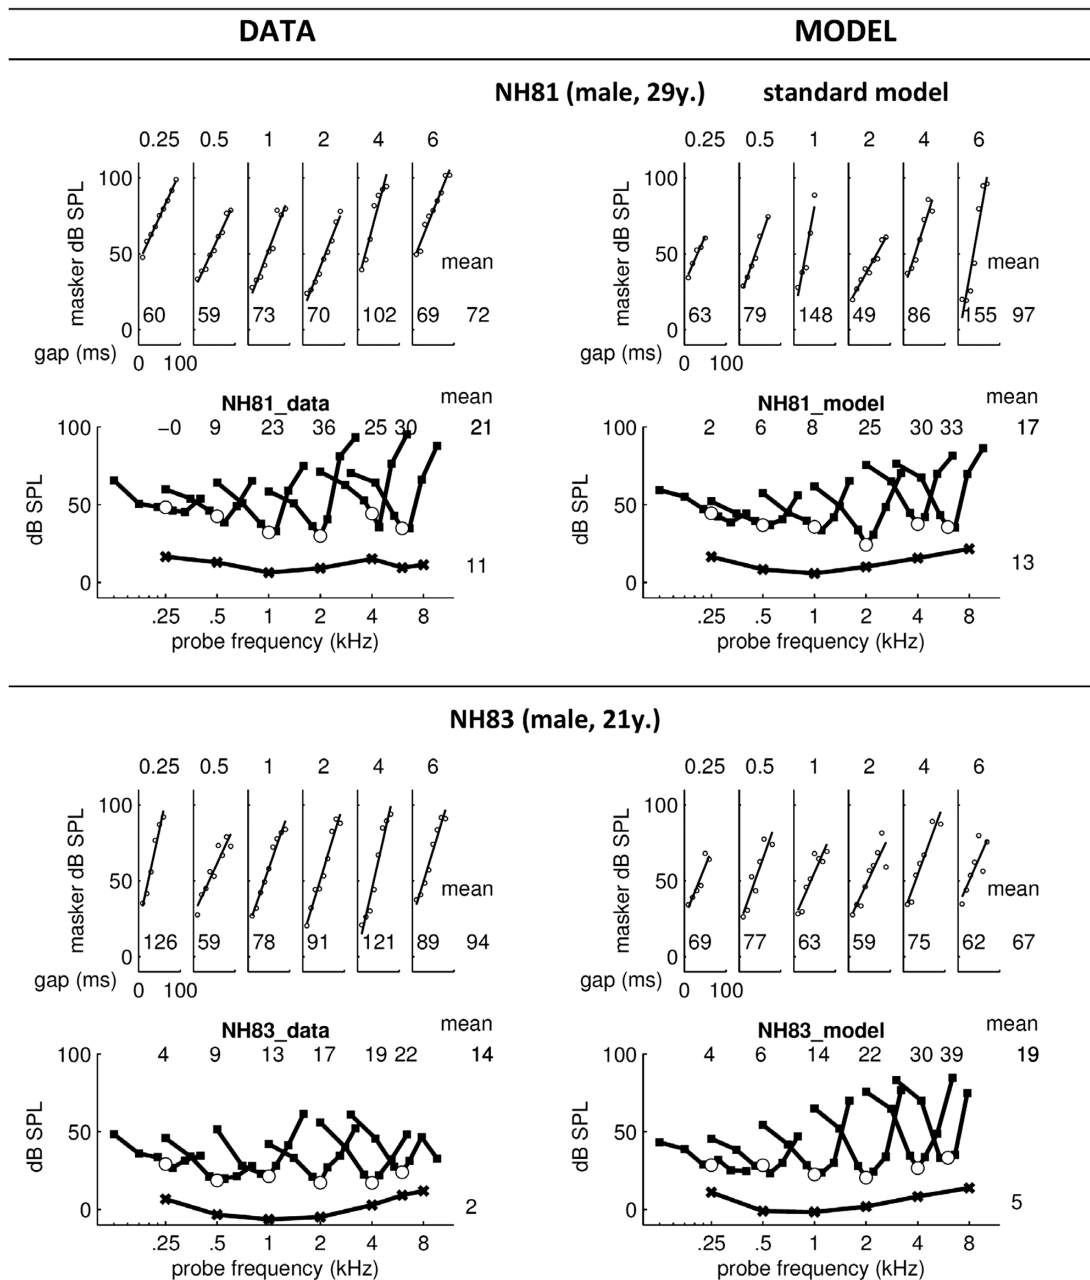 DATA MODEL
NH81 (male, 29y.) standard model
0.25 0.5 1 2 4 6 0.25 0.5 1 2 4 6
100 100
masker dB SPL masker dB SPL
50 50
mean mean
60 59 73 70 102 69 72 63 79 148 49 86 155 97
0 0
gap (ms) gap (ms)
0 100 0 100
mean mean
NH81_data NH81_model
100 −0 9 23 36 25 30 21 100 2 6 8 25 30 33 17
dB SPL dB SPL
50 50
11 13
0 0
.25 .5 1 2 4 8 .25 .5 1 2 4 8
probe frequency (kHz) probe frequency (kHz)
NH83 (male, 21y.)
0.25 0.5 1 2 4 6 0.25 0.5 1 2 4 6
100 100
masker dB SPL masker dB SPL
50 50
mean mean
126 59 78 91 121 89 94 69 77 63 59 75 62 67
0 0
gap (ms) gap (ms)
0 100 0 100
mean mean
NH83_data NH83_model
100 4 9 13 17 19 22 14 100 4 6 14 22 30 39 19
dB SPL dB SPL
50 50
2 5
0 0
.25 .5 1 2 4 8 .25 .5 1 2 4 8
probe frequency (kHz) probe frequency (kHz)